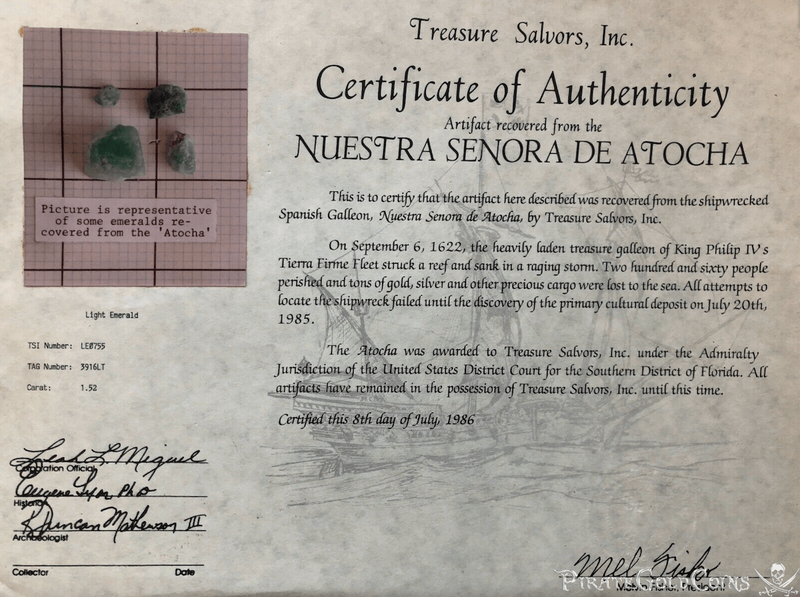 Treasure Salvors, Inc.
Certificate of Authenticity
Artifact recovered from the
NUESTRA SENORA DE ATOCHA
Picture is representative
of some emeralds re-
covered from the 'Atocha'
Light Emerald
TSI Number: LE0755
TAG Number: 3916LT
Carat: 1.52
This is to certify that the artifact here described was recovered from the shipwrecked
Spanish Galleon, Nuestra Senora de Atocha, by Treasure Salvors, Inc.
On September 6, 1622, the heavily laden treasure galleon of King Philip IV's
Tierra Firme Fleet struck a reef and sank in a raging storm. Two hundred and sixty people
perished and tons of gold, silver and other precious cargo were lost to the sea. All attempts to
locate the shipwreck failed until the discovery of the primary cultural deposit on July 20th,
1985.
The Atocha was awarded to Treasure Salvors, Inc. under the Admiralty
Jurisdiction of the United States District Court for the Southern District of Florida. All
artifacts have remained in the possession of Treasure Salvors, Inc. until this time.
Certified this 8th day of July, 1986
Leah L. Miguel
Corporation Official
Eugene Lyon, PhD
Historian
R Duncan Mathewson III
Archaeologist
Collector Date
Mel Fisher
Melvin Fisher, President
PirateGoldCoins